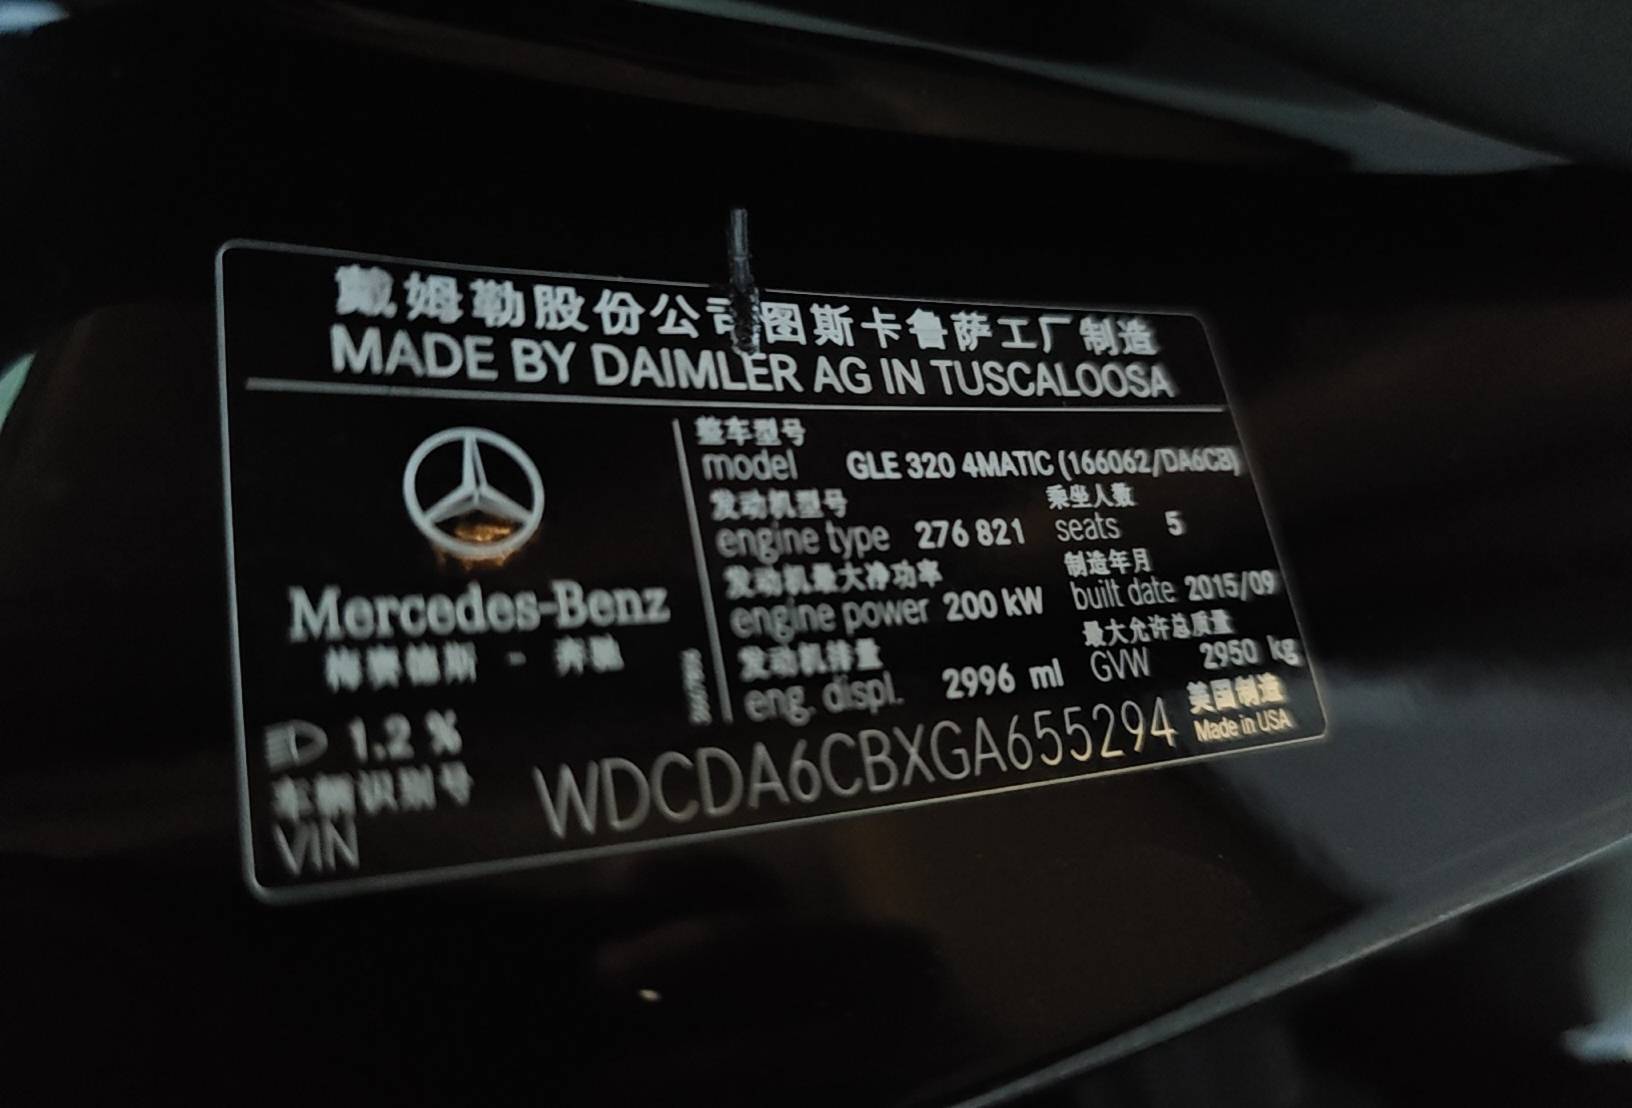 戴姆勒股份公司图斯卡鲁萨工厂制造
MADE BY DAIMLER AG IN TUSCALOOSA
Mercedes-Benz
梅赛德斯 - 奔驰
整车型号
model GLE 320 4MATIC (166062/DA6CB)
发动机型号 乘坐人数
engine type 276 821 seats 5
发动机最大净功率 制造年月
engine power 200 kW built date 2015/09
发动机排量 最大允许总质量
eng. displ. 2996 ml GVW 2950 kg
1.2 %
车辆识别号
VIN WDCDA6CBXGA655294
美国制造
Made in USA